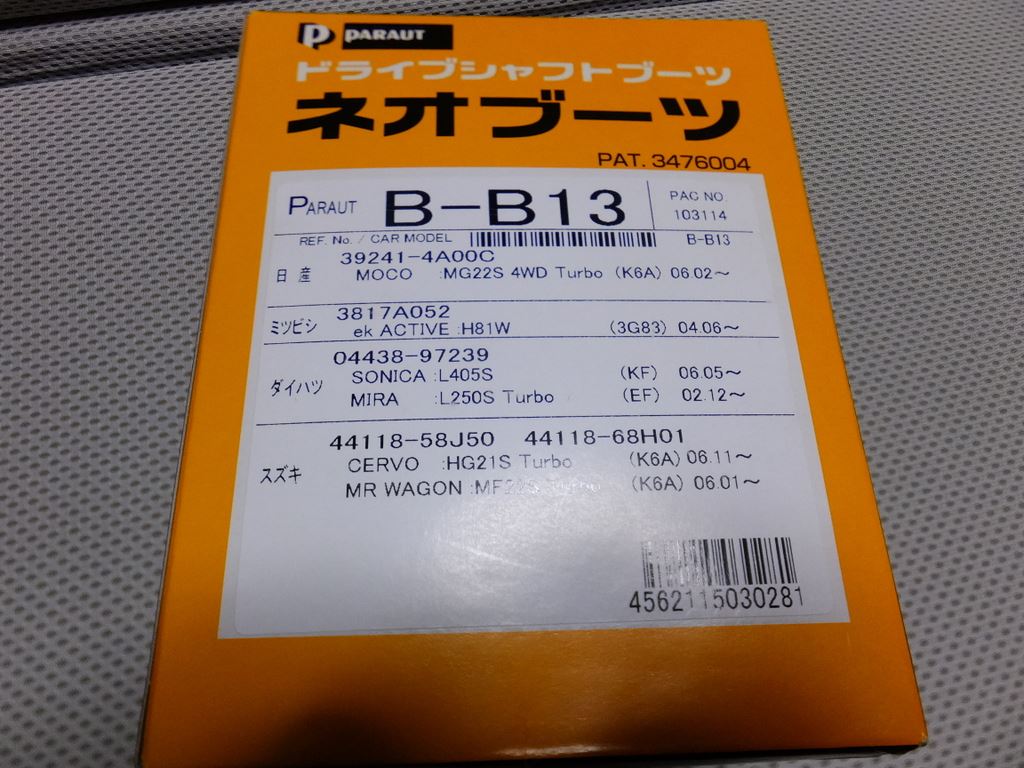 P PARAUT
ドライブシャフトブーツ
ネオブーツ
PAT. 3476004
PARAUT B-B13 PAC NO. 103114
REF. No. / CAR MODEL B-B13
39241-4A00C
日産 MOCO :MG22S 4WD Turbo (K6A) 06.02～
3817A052
ミツビシ ek ACTIVE :H81W (3G83) 04.06～
04438-97239
ダイハツ SONICA :L405S (KF) 06.05～
MIRA :L250S Turbo (EF) 02.12～
44118-58J50 44118-68H01
スズキ CERVO :HG21S Turbo (K6A) 06.11～
MR WAGON Turbo (K6A) 06.01～
4562115030281